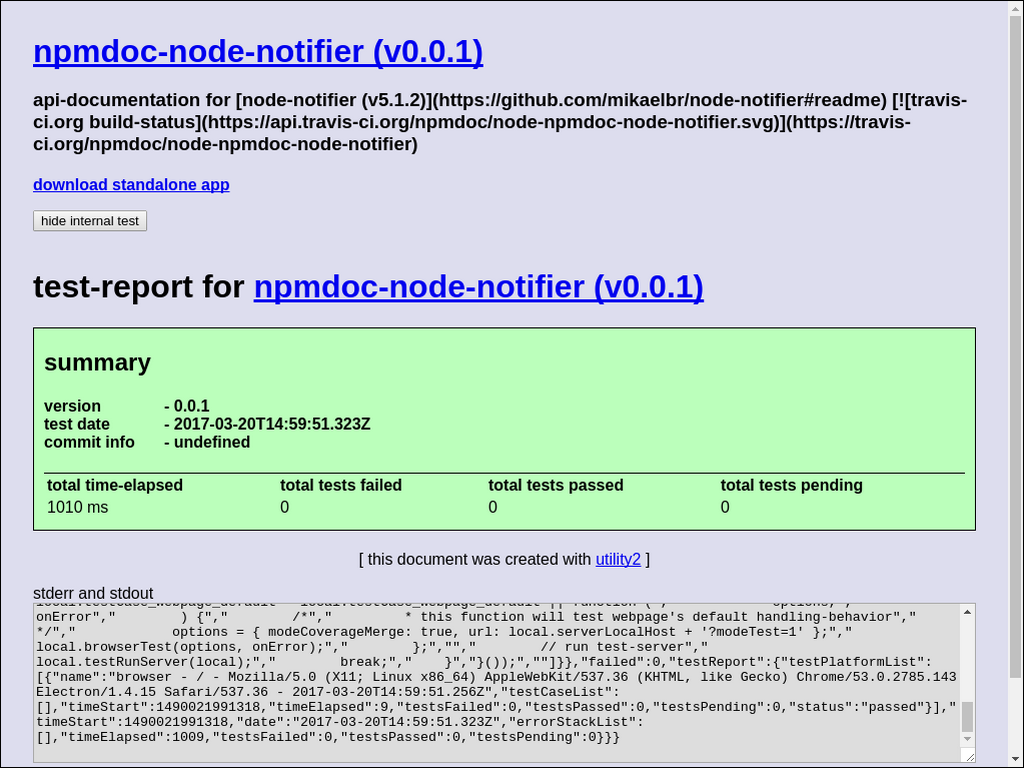 npmdoc-node-notifier (v0.0.1)
api-documentation for [node-notifier (v5.1.2)](https://github.com/mikaelbr/node-notifier#readme) [![travis-
ci.org build-status](https://api.travis-ci.org/npmdoc/node-npmdoc-node-notifier.svg)](https://travis-
ci.org/npmdoc/node-npmdoc-node-notifier)
download standalone app
hide internal test
test-report for npmdoc-node-notifier (v0.0.1)
summary
version - 0.0.1
test date - 2017-03-20T14:59:51.323Z
commit info - undefined
total time-elapsed total tests failed total tests passed total tests pending
1010 ms 0 0 0
[ this document was created with utility2 ]
stderr and stdout
onError"," ) {"," /*"," * this function will test webpage's default handling-behavior","
*/"," options = { modeCoverageMerge: true, url: local.serverLocalHost + '?modeTest=1' };","
local.browserTest(options, onError);"," };",""," // run test-server","
local.testRunServer(local);"," break;"," }","}());",""]}},"failed":0,"testReport":{"testPlatformList":
[{"name":"browser - / - Mozilla/5.0 (X11; Linux x86_64) AppleWebKit/537.36 (KHTML, like Gecko) Chrome/53.0.2785.143
Electron/1.4.15 Safari/537.36 - 2017-03-20T14:59:51.256Z","testCaseList":
[],"timeStart":1490021991318,"timeElapsed":9,"testsFailed":0,"testsPassed":0,"testsPending":0,"status":"passed"}],"
timeStart":1490021991318,"date":"2017-03-20T14:59:51.323Z","errorStackList":
[],"timeElapsed":1009,"testsFailed":0,"testsPassed":0,"testsPending":0}}}